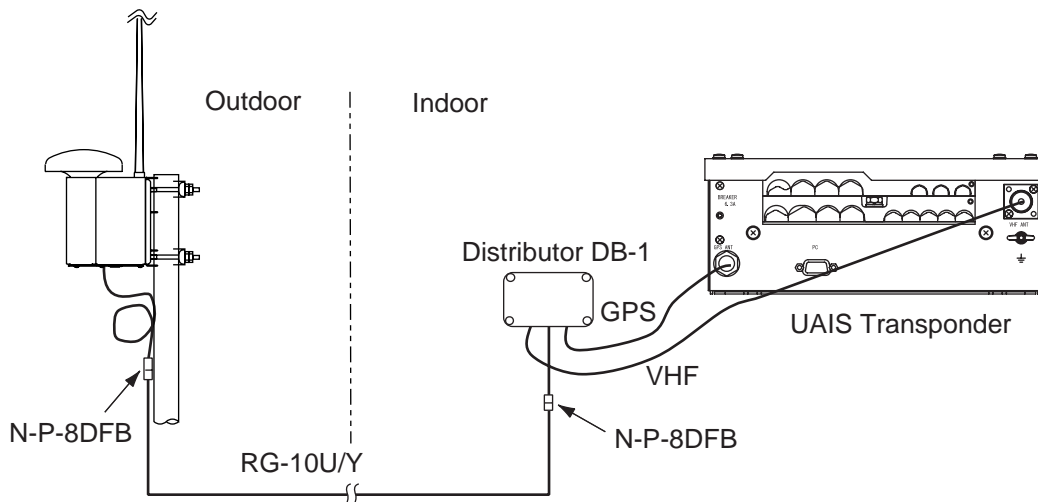 Outdoor
Indoor
BREAKER
& 3A
VHF ANT
Distributor DB-1
GPS ANT
PC
GPS
UAIS Transponder
VHF
N-P-8DFB
N-P-8DFB
RG-10U/Y